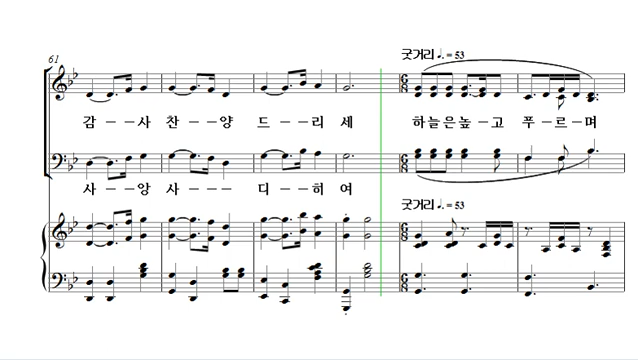 굿거리 ♩. = 53
61
감 - - 사 찬 - - 양 드 - - 리 세 하늘은높 - 고 푸 - 르 - 며
사 - - 앙 사 - - - 디 - - 히 여
굿거리 ♩. = 53